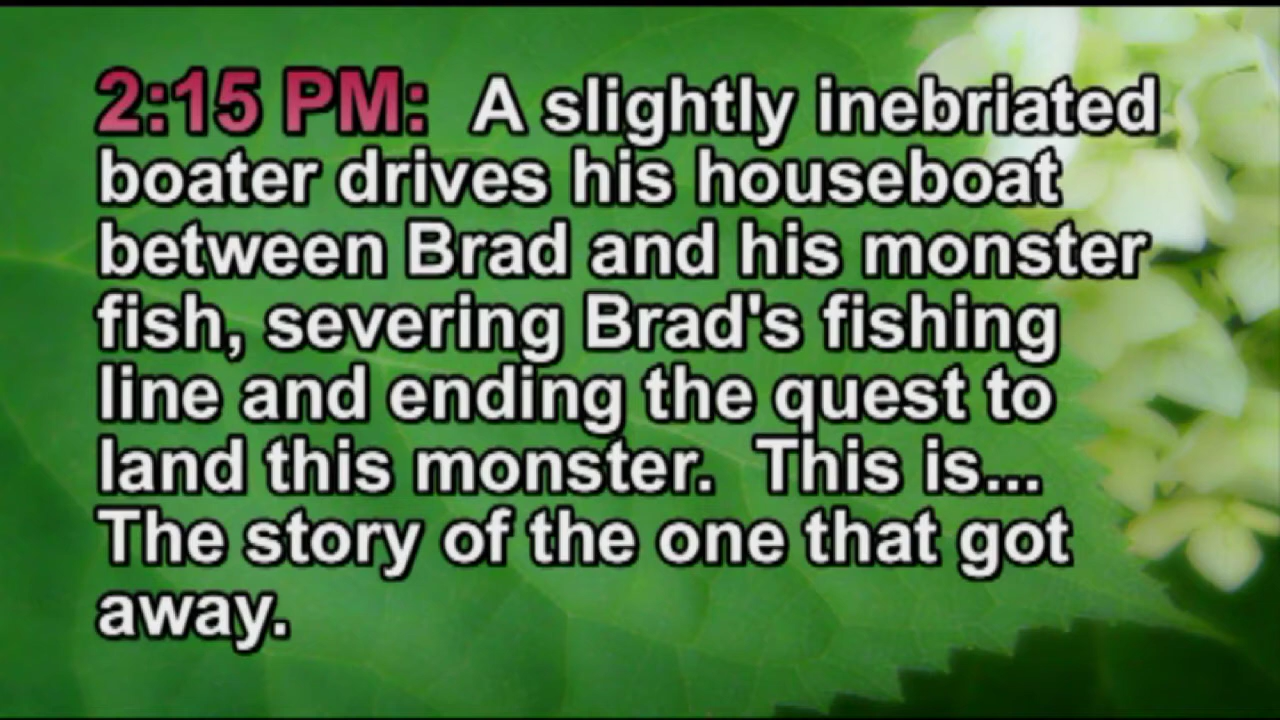 2:15 PM:  A slightly inebriated
boater drives his houseboat
between Brad and his monster
fish, severing Brad's fishing
line and ending the quest to
land this monster.  This is...
The story of the one that got
away.